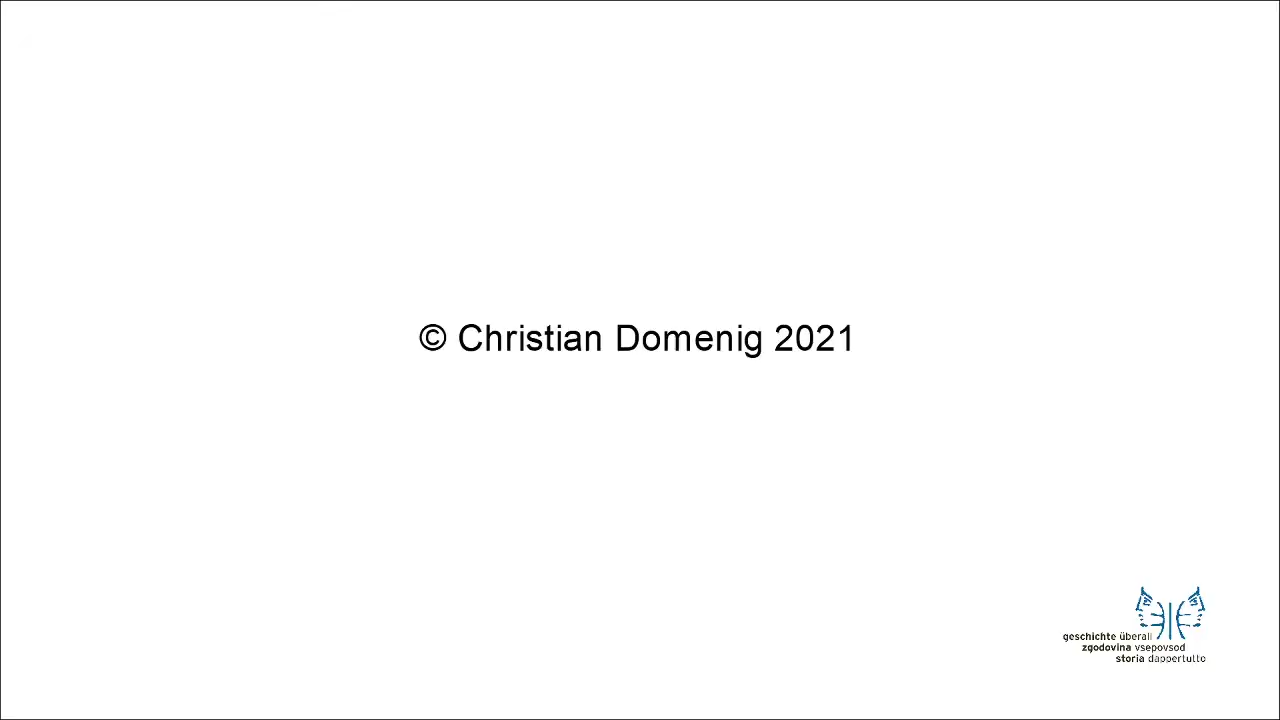 © Christian Domenig 2021
geschichte überall
zgodovina vsepovsod
storia dappertutto